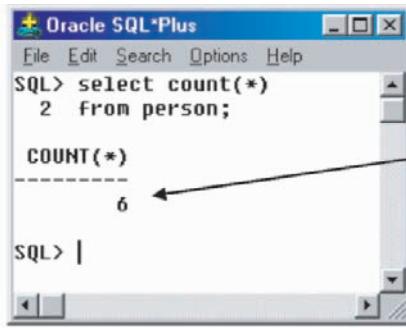 Oracle SQL*Plus
File Edit Search Options Help
SQL> select count(*)
2 from person;
COUNT(*)
---------
6
SQL>